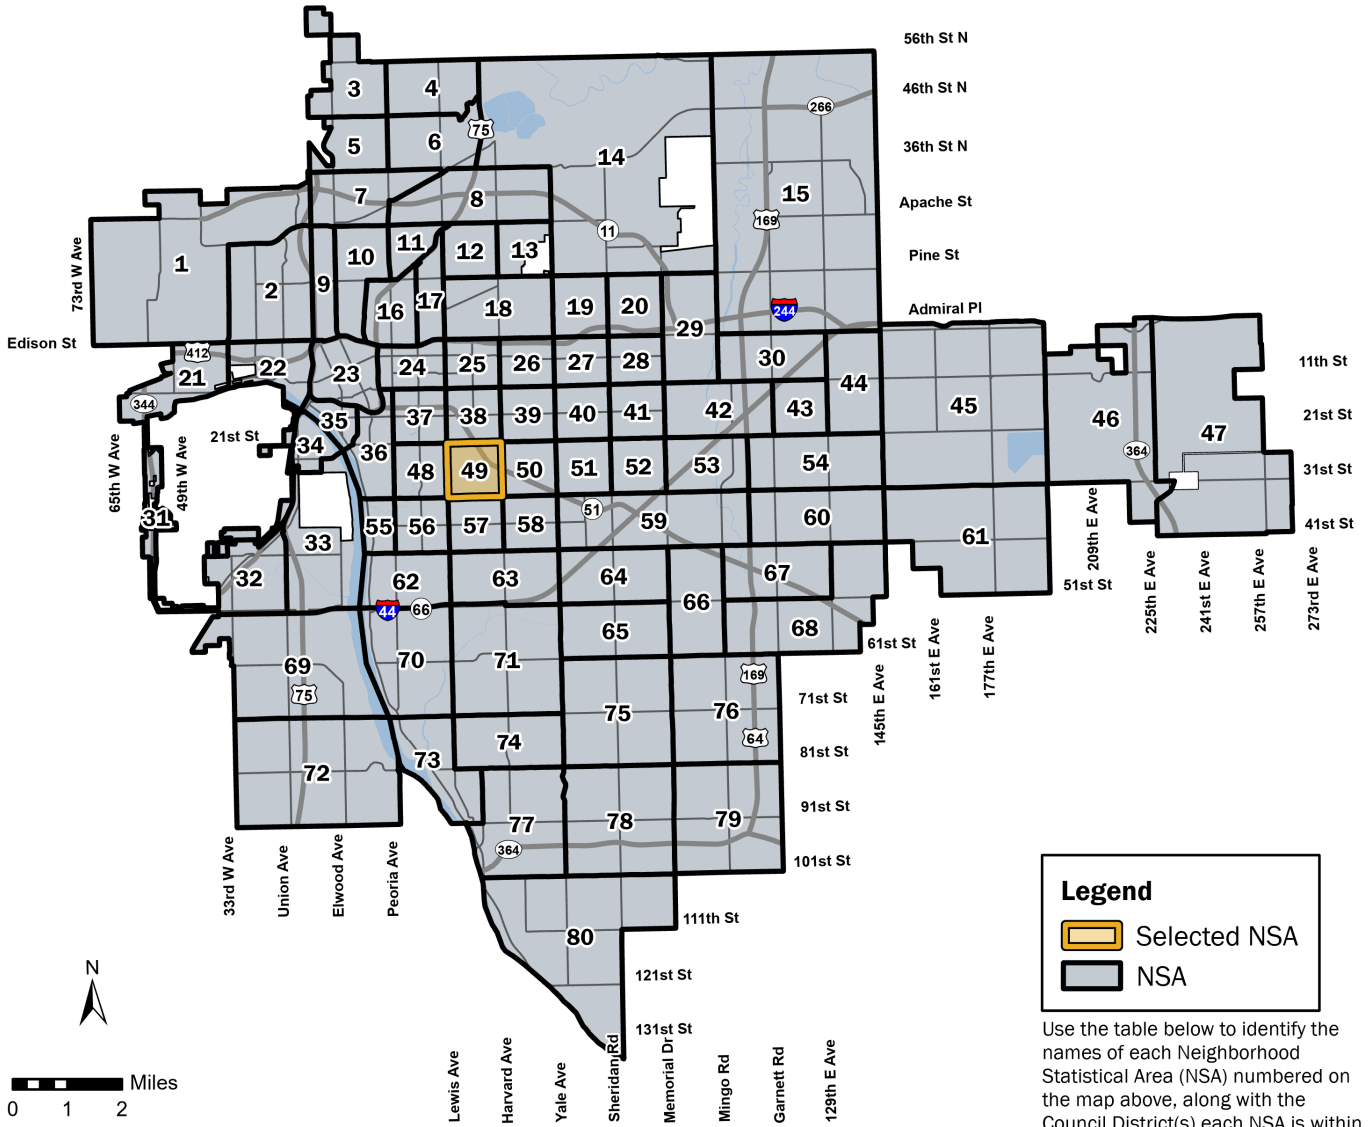 56th St N
3
4
46th St N
266
75
5
6
36th St N
14
7
8
15
Apache St
169
11
73rd W Ave
1
10
11
12
13
Pine St
2
9
16
17
18
19
20
29
244
Admiral Pl
Edison St
412
21
22
23
24
25
26
27
28
30
44
11th St
344
35
37
38
39
40
41
42
43
45
46
47
21st St
21st St
34
36
364
65th W Ave
49th W Ave
48
49
50
51
52
53
54
31st St
31
33
55
56
57
58
51
59
60
61
209th E Ave
41st St
32
62
63
64
67
51st St
225th E Ave
241st E Ave
257th E Ave
273rd E Ave
44
66
66
65
68
61st St
161st E Ave
177th E Ave
145th E Ave
69
70
71
75
169
71st St
75
76
64
81st St
72
73
74
91st St
77
78
79
364
101st St
33rd W Ave
Union Ave
Elwood Ave
Peoria Ave
111th St
80
121st St
131st St
Lewis Ave
Harvard Ave
Yale Ave
Sheridan Rd
Memorial Dr
Mingo Rd
Garnett Rd
129th E Ave
N
Miles
0 1 2
Legend
Selected NSA
NSA
Use the table below to identify the
names of each Neighborhood
Statistical Area (NSA) numbered on
the map above, along with the
Council District(s) each NSA is within